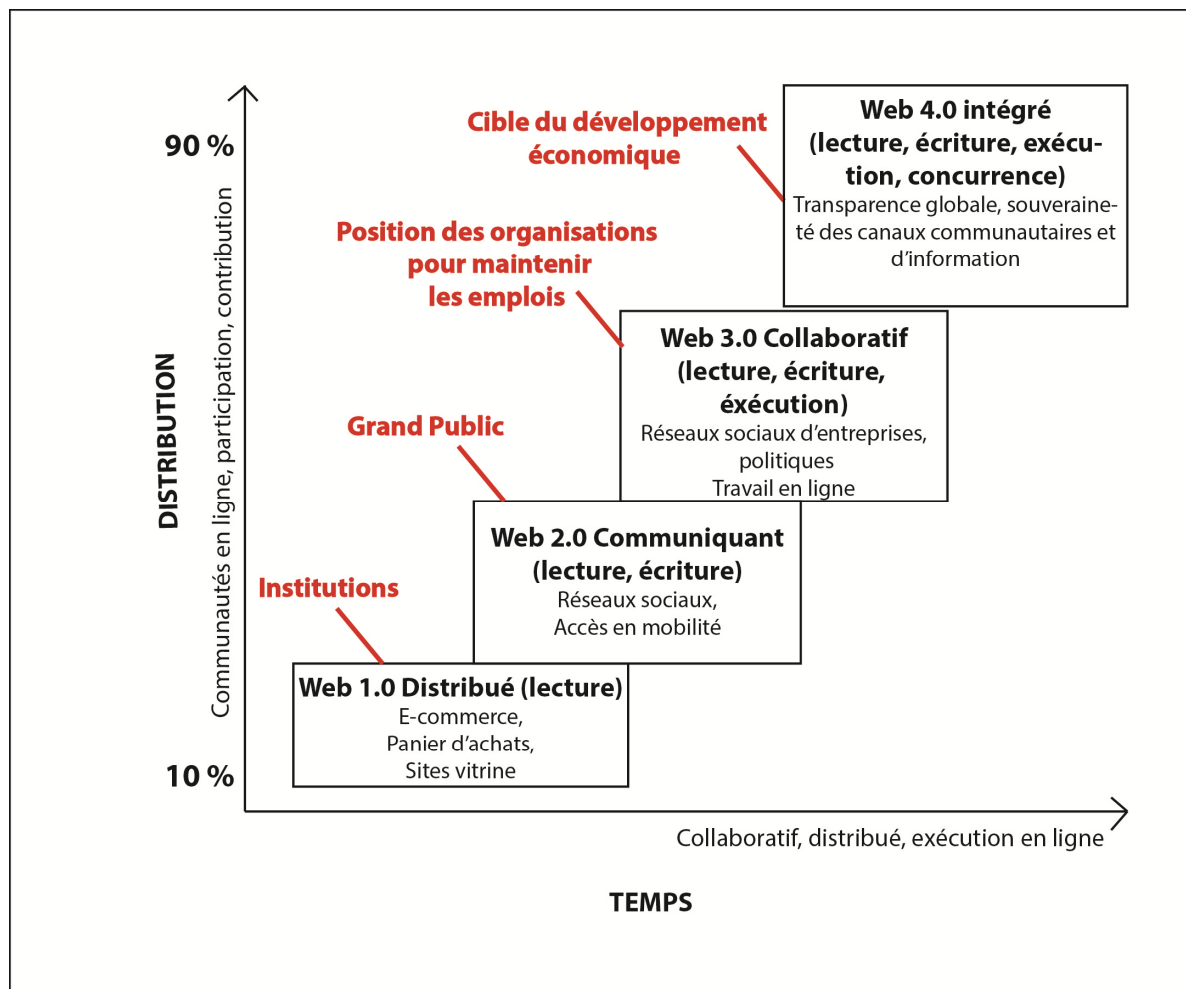 90 %
10 %
DISTRIBUTION
Communautés en ligne, participation, contribution
Cible du développement
économique
Web 4.0 intégré
(lecture, écriture, exécu-
tion, concurrence)
Transparence globale, souveraine-
té des canaux communautaires et
d’information
Position des organisations
pour maintenir
les emplois
Web 3.0 Collaboratif
(lecture, écriture,
éxécution)
Réseaux sociaux d’entreprises,
politiques
Travail en ligne
Grand Public
Web 2.0 Communiquant
(lecture, écriture)
Réseaux sociaux,
Accès en mobilité
Institutions
Web 1.0 Distribué (lecture)
E-commerce,
Panier d’achats,
Sites vitrine
Collaboratif, distribué, exécution en ligne
TEMPS